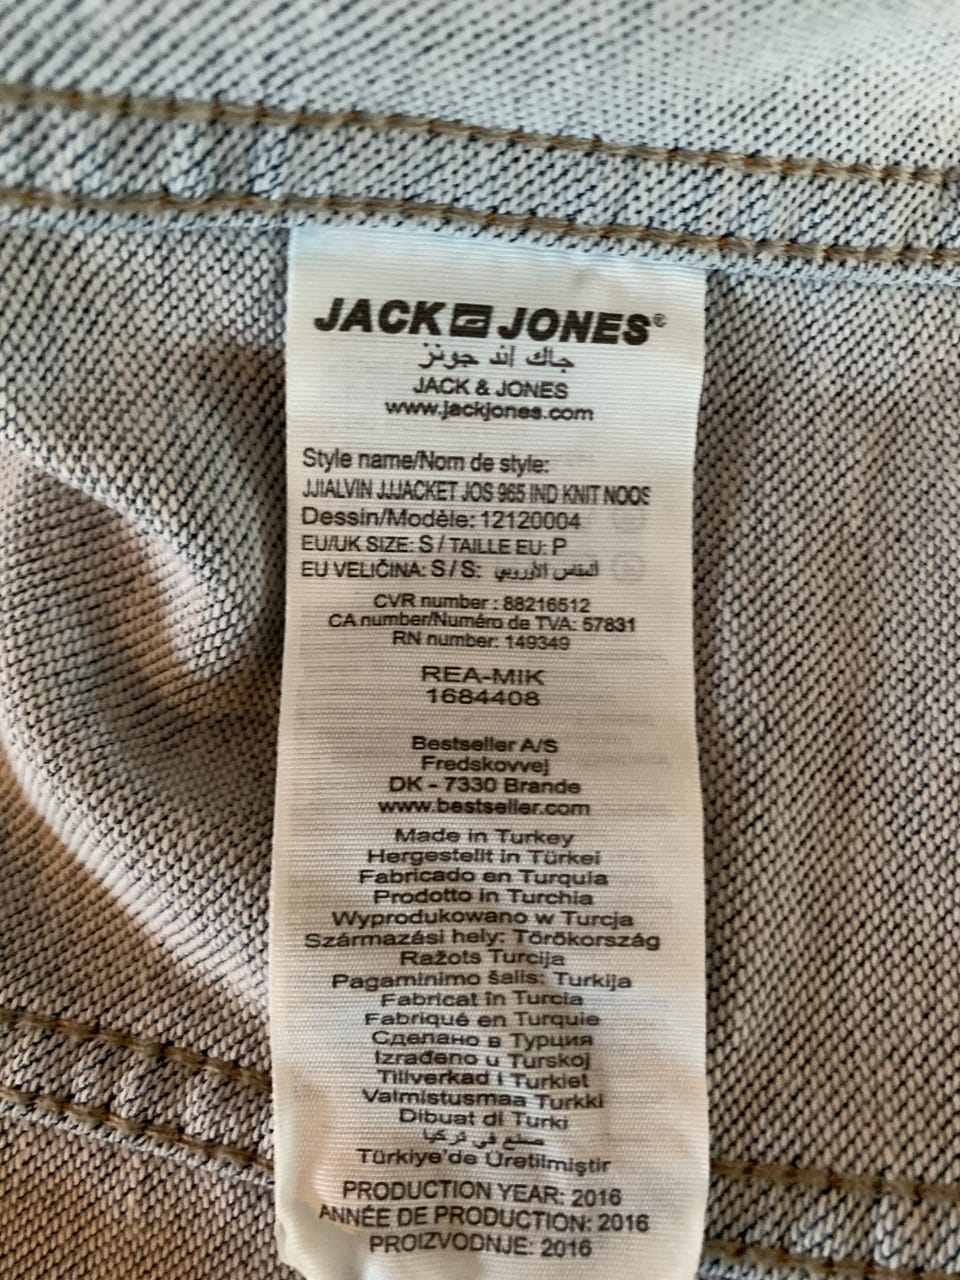 JACK & JONES®
جاك اند جونز
JACK & JONES
www.jackjones.com
Style name/Nom de style:
JJIALVIN JJJACKET JOS 965 IND KNIT NOOS
Dessin/Modèle: 12120004
EU/UK SIZE: S / TAILLE EU: P
EU VELIČINA: S / S: المقاس الأوروبي
CVR number : 88216512
CA number/Numéro de TVA: 57831
RN number: 149349
REA-MIK
1684408
Bestseller A/S
Fredskovvej
DK - 7330 Brande
www.bestseller.com
Made in Turkey
Hergestellt in Türkei
Fabricado en Turquia
Prodotto in Turchia
Wyprodukowano w Turcja
Származási hely: Törökország
Ražots Turcija
Pagaminimo šalis: Turkija
Fabricat în Turcia
Fabriqué en Turquie
Сделано в Турция
Izrađeno u Turskoj
Tillverkad i Turkiet
Valmistusmaa Turkki
Dibuat di Turki
صنع في تركيا
Türkiye'de Üretilmiştir
PRODUCTION YEAR: 2016
ANNÉE DE PRODUCTION: 2016
PROIZVODNJE: 2016